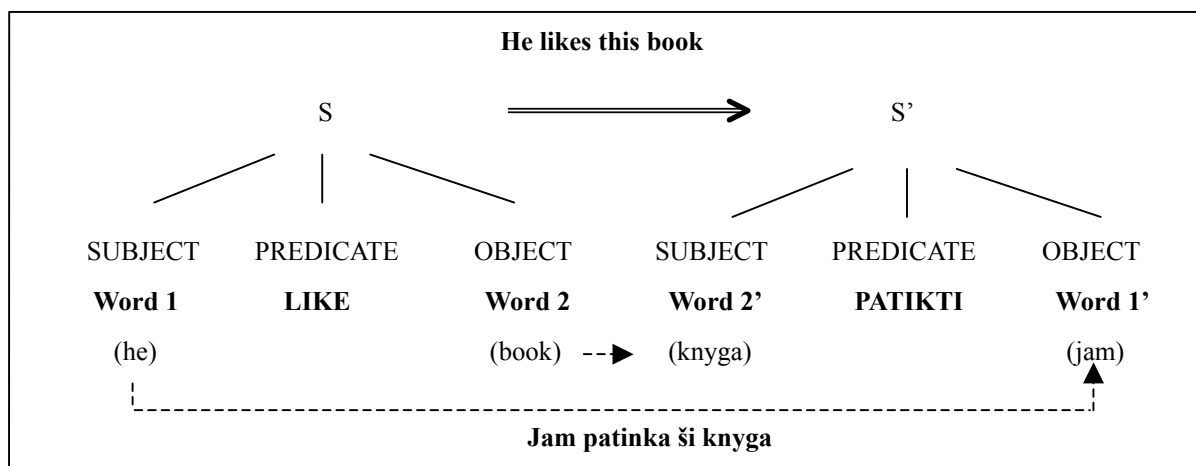 He likes this book
S S’
SUBJECT PREDICATE OBJECT SUBJECT PREDICATE OBJECT
Word 1 LIKE Word 2 Word 2’ PATIKTI Word 1’
(he) (book) (knyga) (jam)
Jam patinka ši knyga